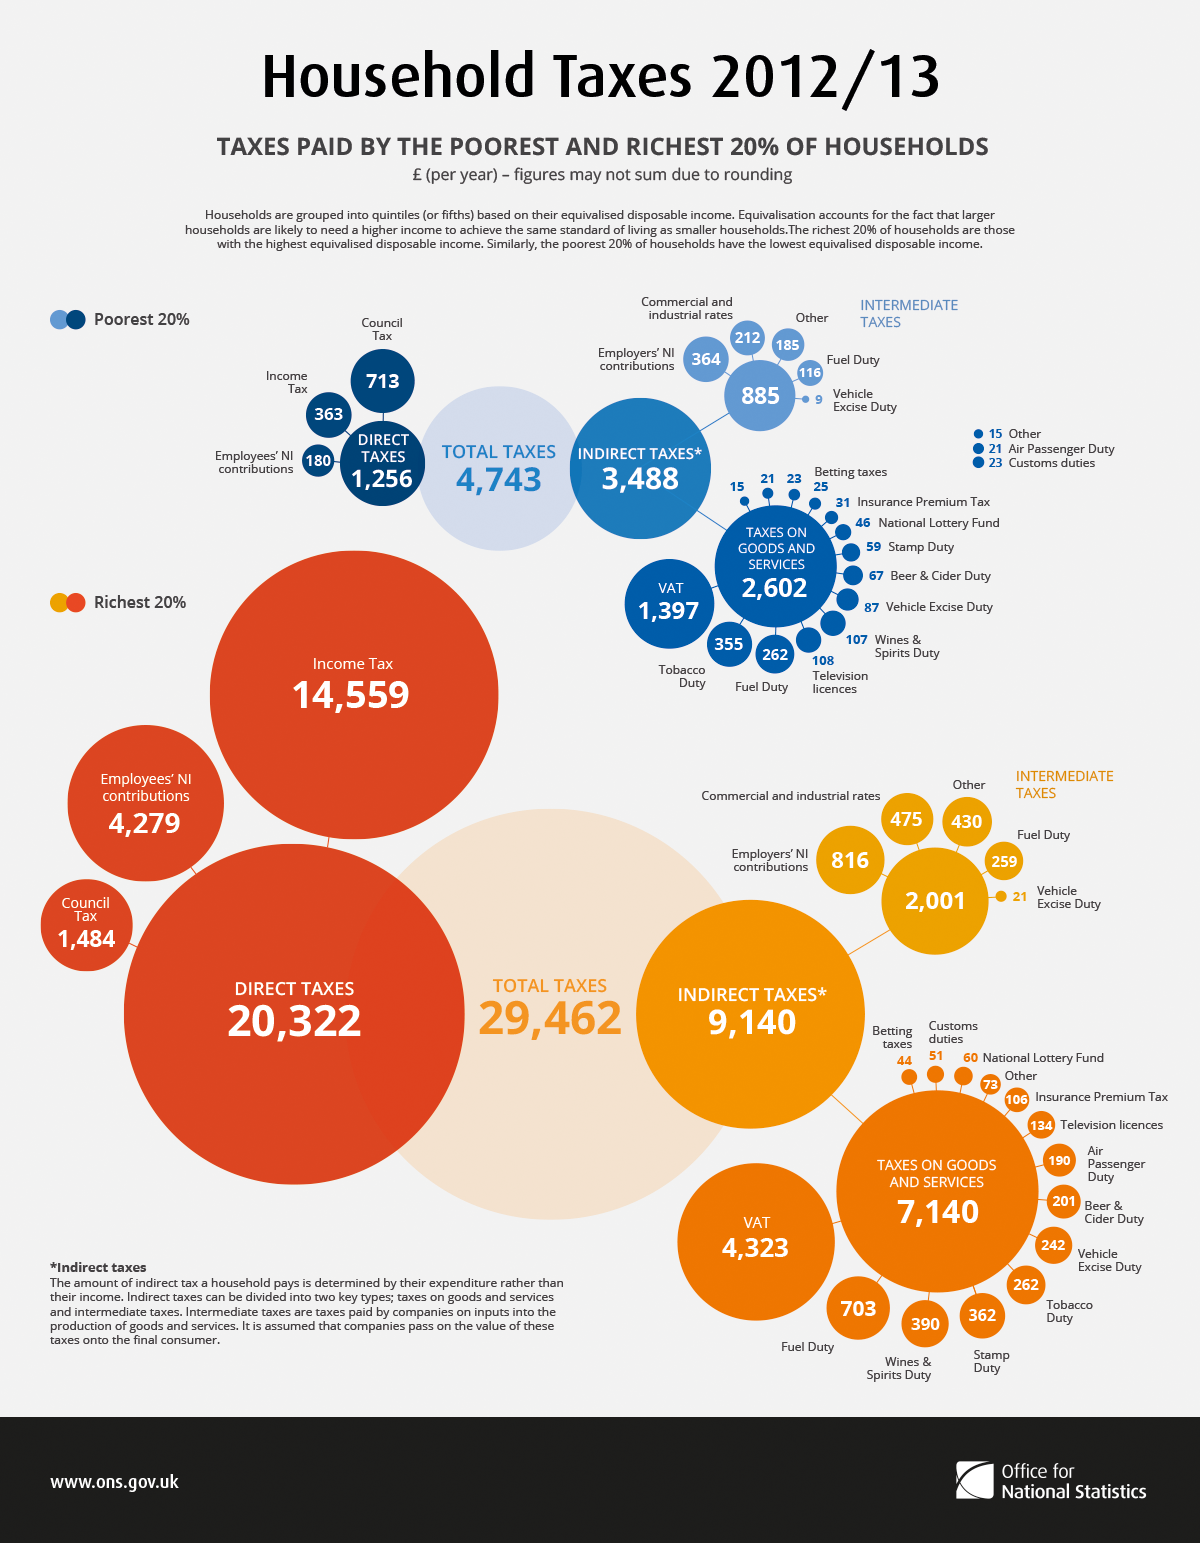 Household Taxes 2012/13
TAXES PAID BY THE POOREST AND RICHEST 20% OF HOUSEHOLDS
£ (per year) – figures may not sum due to rounding
Households are grouped into quintiles (or fifths) based on their equivalised disposable income. Equivalisation accounts for the fact that larger
households are likely to need a higher income to achieve the same standard of living as smaller households.The richest 20% of households are those
with the highest equivalised disposable income. Similarly, the poorest 20% of households have the lowest equivalised disposable income.
Poorest 20%
Council
Tax
713
Income
Tax
363
Employees’ NI
contributions
180
DIRECT
TAXES
1,256
TOTAL TAXES
4,743
INDIRECT TAXES*
3,488
INTERMEDIATE
TAXES
885
Employers’ NI
contributions
364
Commercial and
industrial rates
212
Other
185
Fuel Duty
116
Vehicle
Excise Duty
9
15 Other
21 Air Passenger Duty
23 Customs duties
TAXES ON
GOODS AND
SERVICES
2,602
15
21
23
Betting taxes
25
31 Insurance Premium Tax
46 National Lottery Fund
59 Stamp Duty
67 Beer & Cider Duty
87 Vehicle Excise Duty
107 Wines &
Spirits Duty
108
Television
licences
262
Fuel Duty
355
Tobacco
Duty
VAT
1,397
Richest 20%
Income Tax
14,559
Employees’ NI
contributions
4,279
Council
Tax
1,484
DIRECT TAXES
20,322
TOTAL TAXES
29,462
INDIRECT TAXES*
9,140
INTERMEDIATE
TAXES
2,001
Employers’ NI
contributions
816
Commercial and industrial rates
475
Other
430
Fuel Duty
259
Vehicle
Excise Duty
21
TAXES ON GOODS
AND SERVICES
7,140
Betting
taxes
44
Customs
duties
51
60 National Lottery Fund
73 Other
106 Insurance Premium Tax
134 Television licences
190
Air
Passenger
Duty
201
Beer &
Cider Duty
242
Vehicle
Excise Duty
262
Tobacco
Duty
362
Stamp
Duty
390
Wines &
Spirits Duty
703
Fuel Duty
VAT
4,323
*Indirect taxes
The amount of indirect tax a household pays is determined by their expenditure rather than
their income. Indirect taxes can be divided into two key types; taxes on goods and services
and intermediate taxes. Intermediate taxes are taxes paid by companies on inputs into the
production of goods and services. It is assumed that companies pass on the value of these
taxes onto the final consumer.
www.ons.gov.uk
Office for
National Statistics